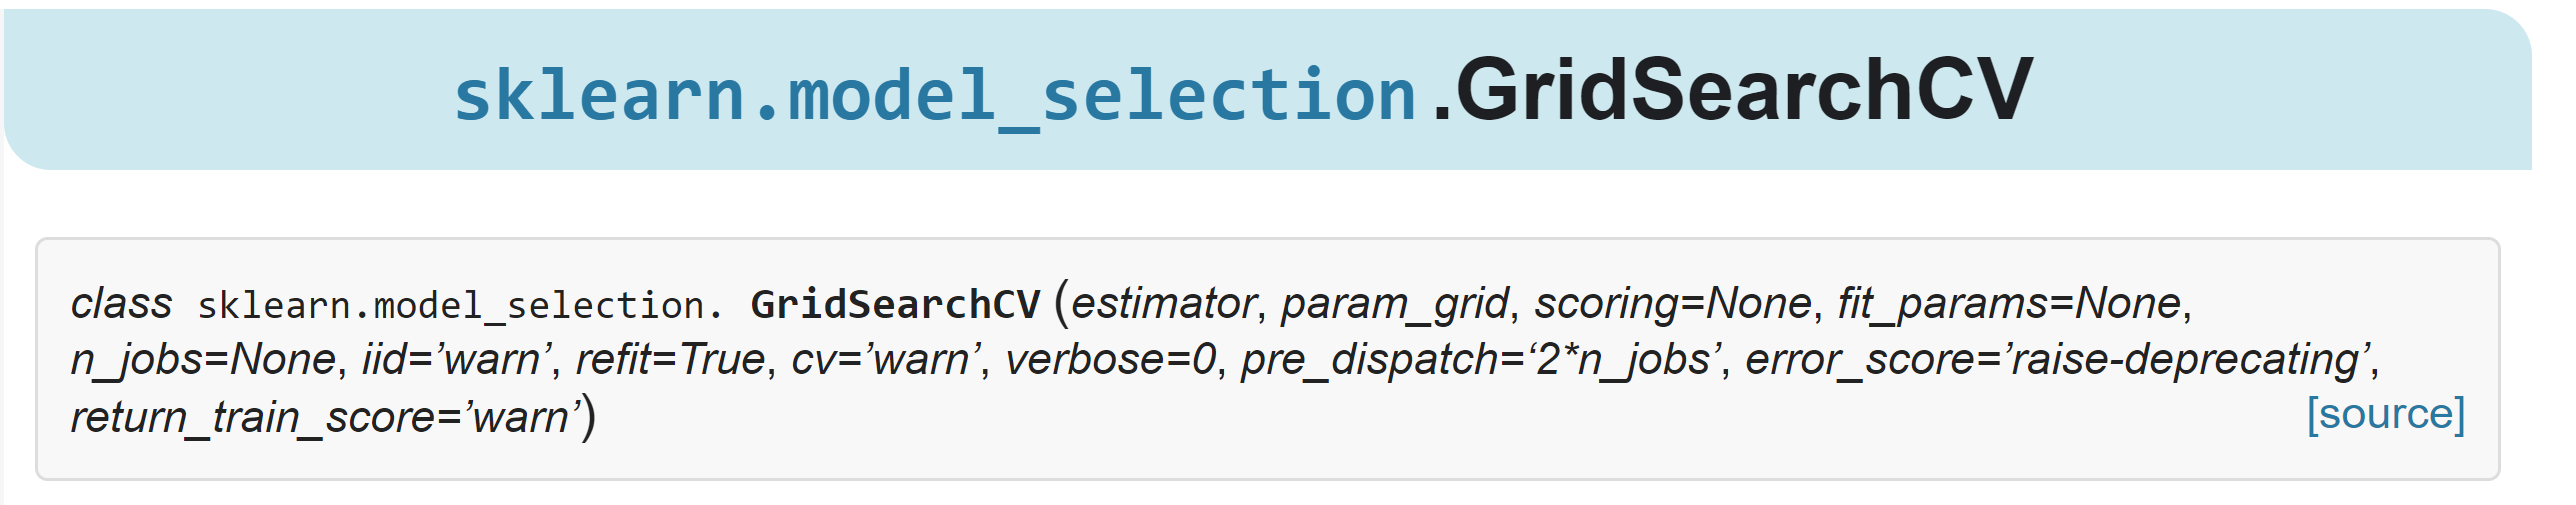 sklearn.model_selection.GridSearchCV
class sklearn.model_selection. GridSearchCV (estimator, param_grid, scoring=None, fit_params=None,
n_jobs=None, iid=’warn’, refit=True, cv=’warn’, verbose=0, pre_dispatch=‘2*n_jobs’, error_score=’raise-deprecating’,
return_train_score=’warn’) [source]